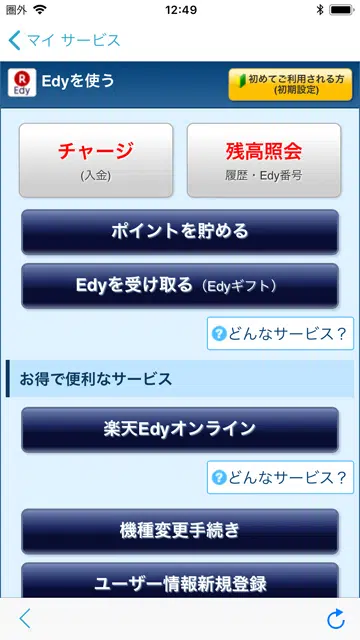 圏外 12:49
マイ サービス
R
Edy
Edyを使う
初めてご利用される方
(初期設定)
チャージ
(入金)
残高照会
履歴・Edy番号
ポイントを貯める
Edyを受け取る（Edyギフト）
?どんなサービス？
お得で便利なサービス
楽天Edyオンライン
?どんなサービス？
機種変更手続き
ユーザー情報新規登録